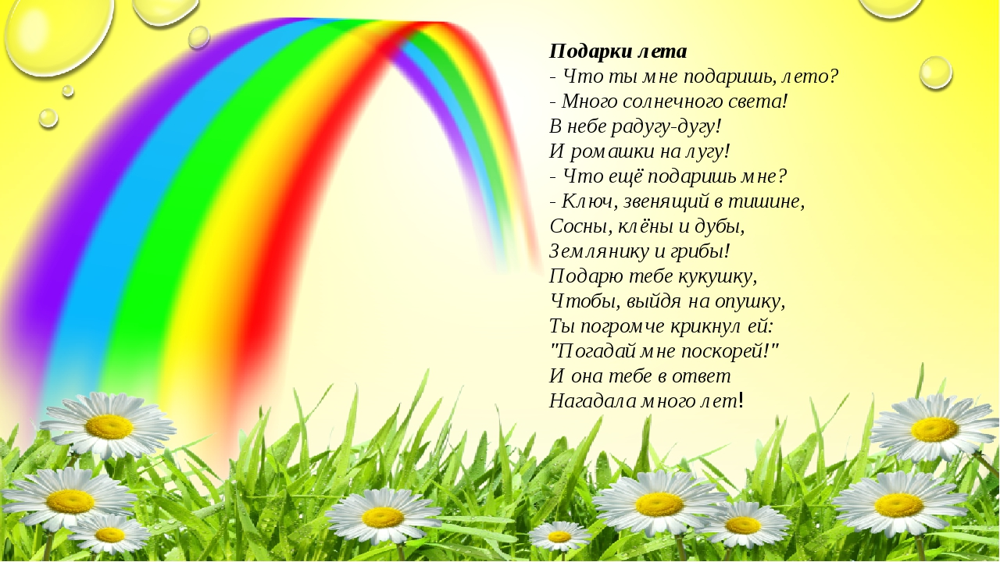 Подарки лета
- Что ты мне подаришь, лето?
- Много солнечного света!
В небе радугу-дугу!
И ромашки на лугу!
- Что ещё подаришь мне?
- Ключ, звенящий в тишине,
Сосны, клёны и дубы,
Землянику и грибы!
Подарю тебе кукушку,
Чтобы, выйдя на опушку,
Ты погромче крикнул ей:
"Погадай мне поскорей!"
И она тебе в ответ
Нагадала много лет!